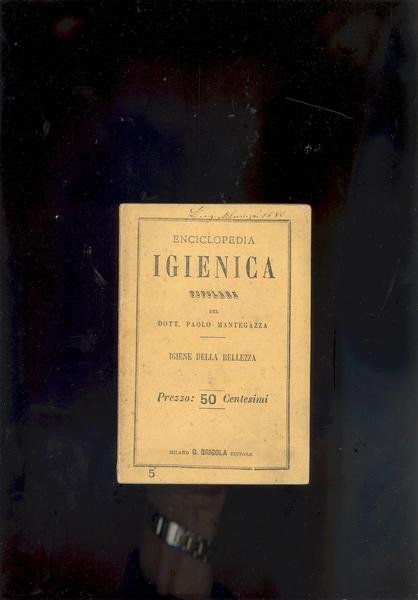 ENCICLOPEDIA
IGIENICA
POPOLARE
DEL
DOTT. PAOLO MANTEGAZZA
IGIENE DELLA BELLEZZA
Prezzo: 50 Centesimi
MILANO G. BRIGOLA EDITORE
5